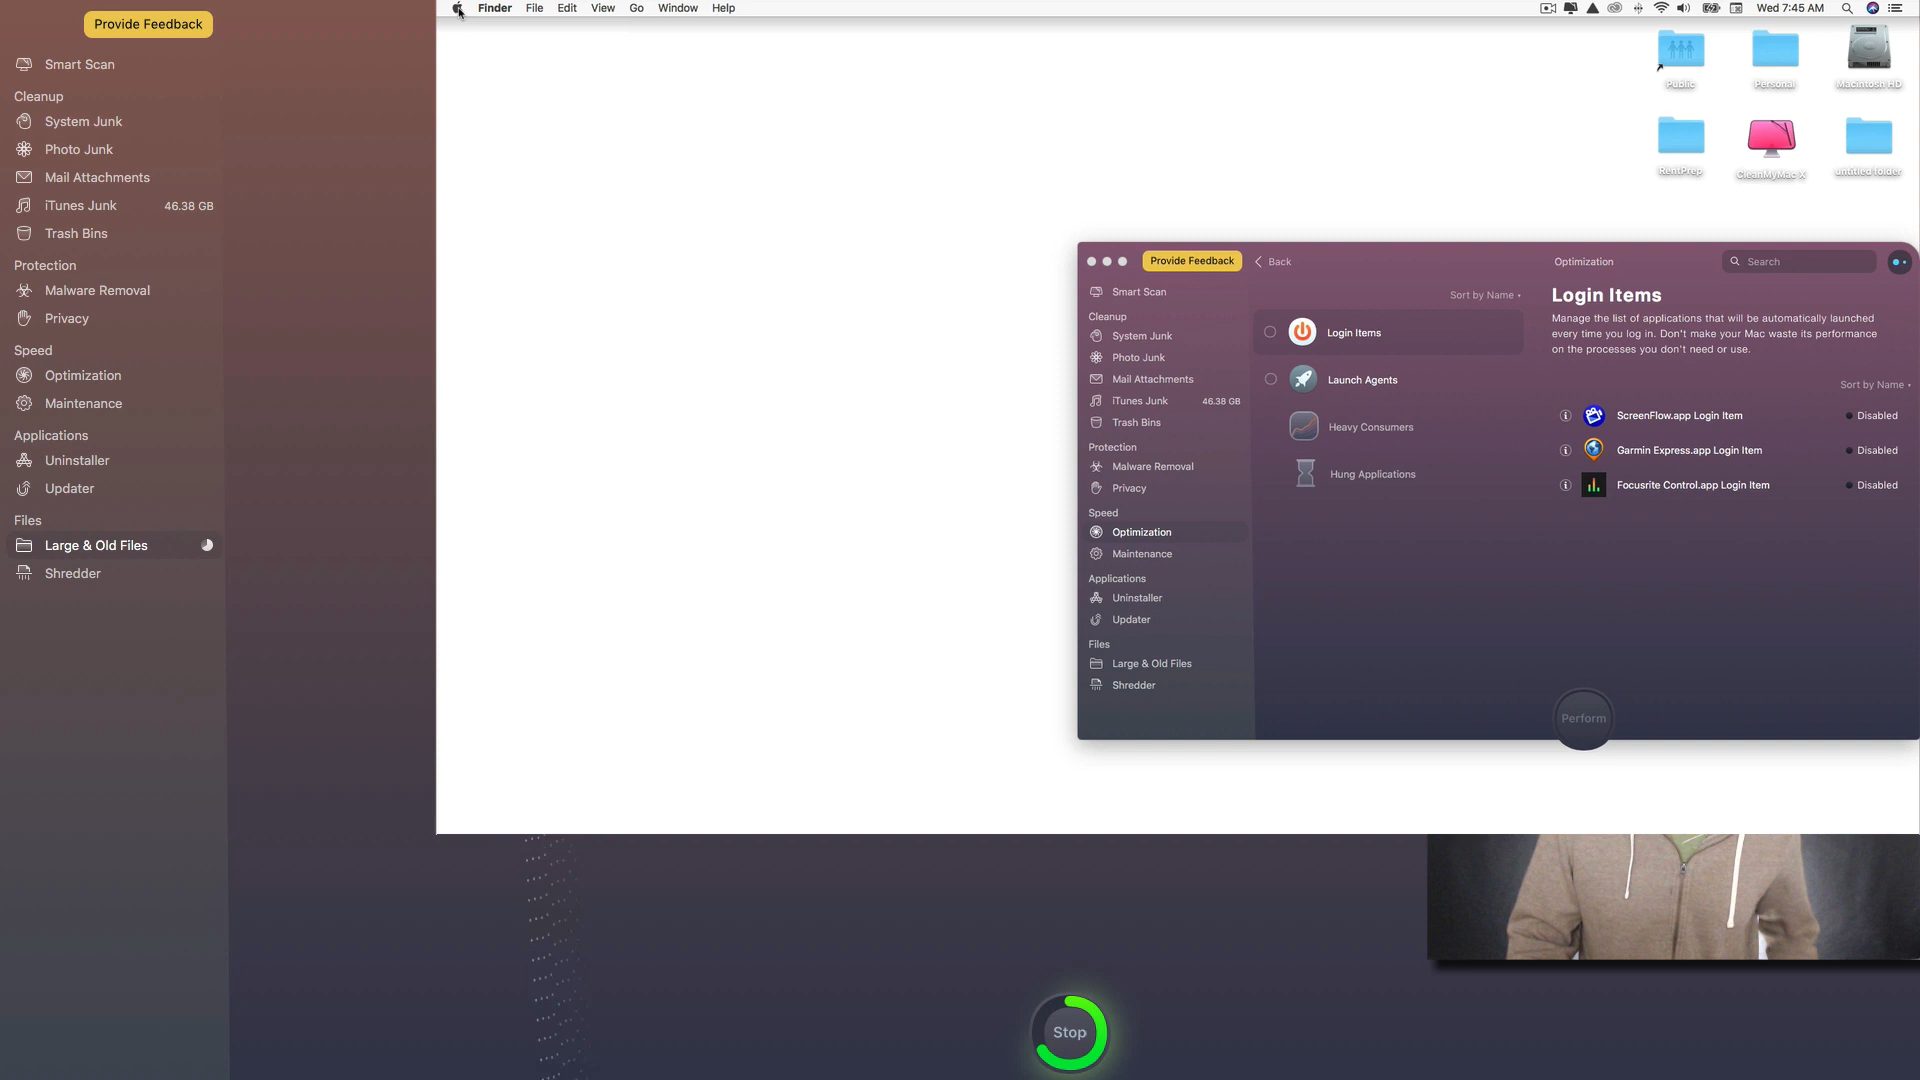 Provide Feedback
Smart Scan
Cleanup
System Junk
Photo Junk
Mail Attachments
iTunes Junk 46.38 GB
Trash Bins
Protection
Malware Removal
Privacy
Speed
Optimization
Maintenance
Applications
Uninstaller
Updater
Files
Large & Old Files
Shredder
Finder File Edit View Go Window Help
Wed 7:45 AM
Public Personal Macintosh HD
RentPrep CleanMyMac X untitled folder
Provide Feedback Back Optimization Search
Smart Scan
Cleanup
System Junk
Photo Junk
Mail Attachments
iTunes Junk 46.38 GB
Trash Bins
Protection
Malware Removal
Privacy
Speed
Optimization
Maintenance
Applications
Uninstaller
Updater
Files
Large & Old Files
Shredder
Sort by Name
Login Items
Launch Agents
Heavy Consumers
Hung Applications
Login Items
Manage the list of applications that will be automatically launched
every time you log in. Don't make your Mac waste its performance
on the processes you don't need or use.
Sort by Name
ScreenFlow.app Login Item Disabled
Garmin Express.app Login Item Disabled
Focusrite Control.app Login Item Disabled
Perform
Stop